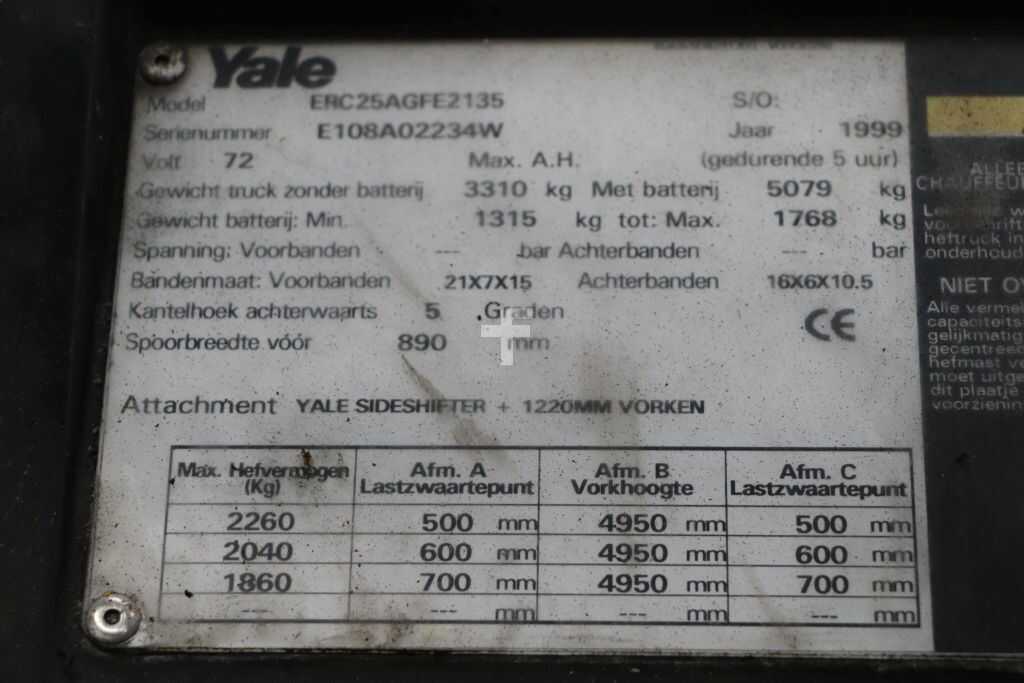 Yale
Model ERC25AGFE2135 S/O:
Serienummer E108A02234W Jaar 1999
Volt 72 Max. A.H. (gedurende 5 uur)
Gewicht truck zonder batterij 3310 kg Met batterij 5079 kg
Gewicht batterij: Min. 1315 kg tot: Max. 1768 kg
Spanning: Voorbanden --- bar Achterbanden --- bar
Bandenmaat: Voorbanden 21X7X15 Achterbanden 16X6X10.5
Kantelhoek achterwaarts 5 Graden
CE
Spoorbreedte vóór 890 mm
Attachment YALE SIDESHIFTER + 1220MM VORKEN
Max. Hefvermogen Afm. A Afm. B Afm. C
(Kg) Lastzwaartepunt Vorkhoogte Lastzwaartepunt
2260 500 mm 4950 mm 500 mm
2040 600 mm 4950 mm 600 mm
1860 700 mm 4950 mm 700 mm
--- --- mm --- mm --- mm
ALLEE
CHAUFFEU
heftruck in
onderhoud
NIET OV
Alle verme
capaciteits
gelijkmatig
gecentreed
hefmast ve
moet uitge
dit plaatje
voorzienin